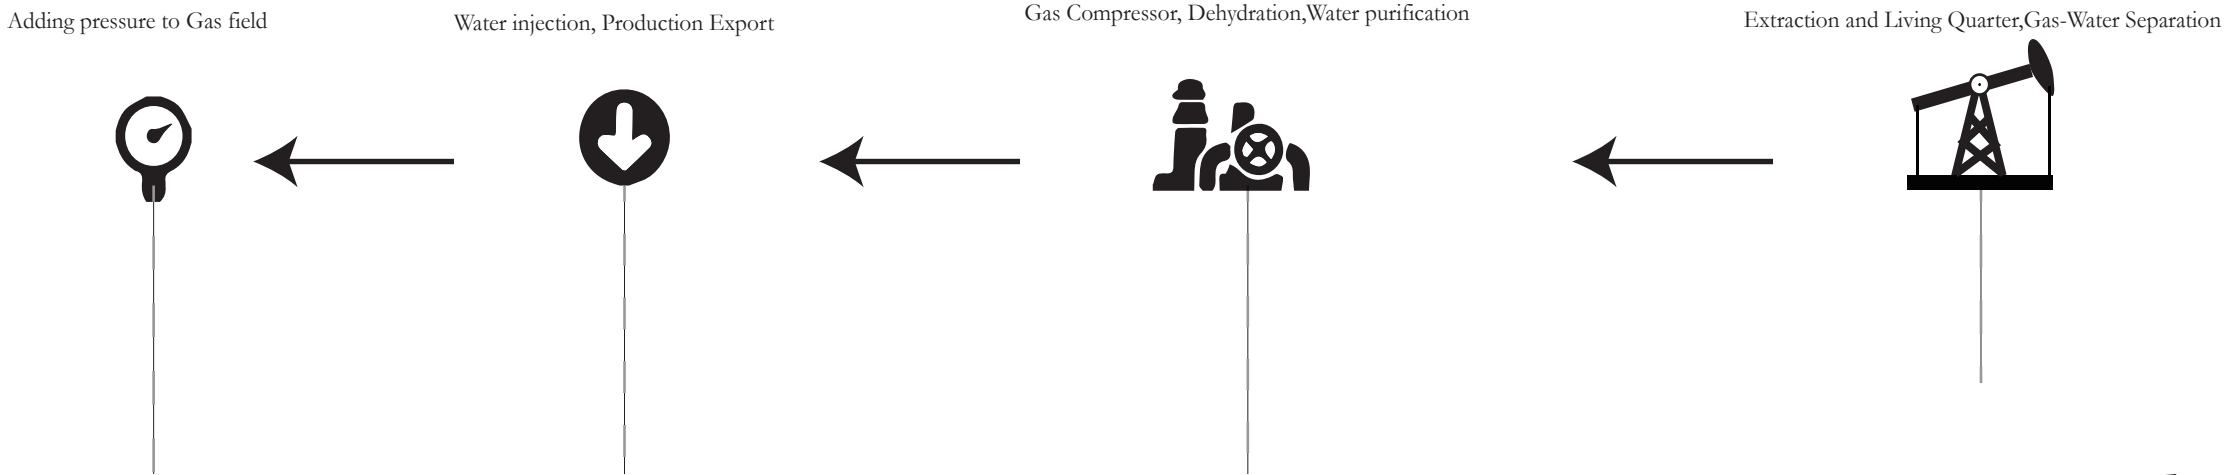 Adding pressure to Gas field
Water injection, Production Export
Gas Compressor, Dehydration,Water purification
Extraction and Living Quarter,Gas-Water Separation